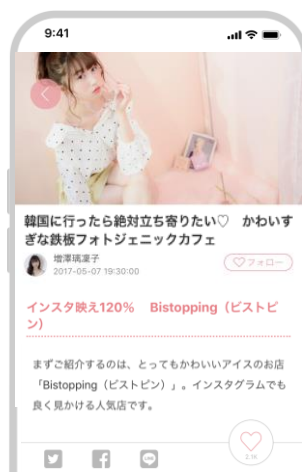 9:41
韓国に行ったら絶対立ち寄りたい♡　かわいす
ぎな鉄板フォトジェニックカフェ
増澤璃凜子
2017-05-07 19:30:00
♡フォロー
インスタ映え120%　Bistopping（ビストピ
ン）
まずご紹介するのは、とってもかわいいアイスのお店
「Bistopping（ビストピン）」。インスタグラムでも
良く見かける人気店です。
LINE
2.1K